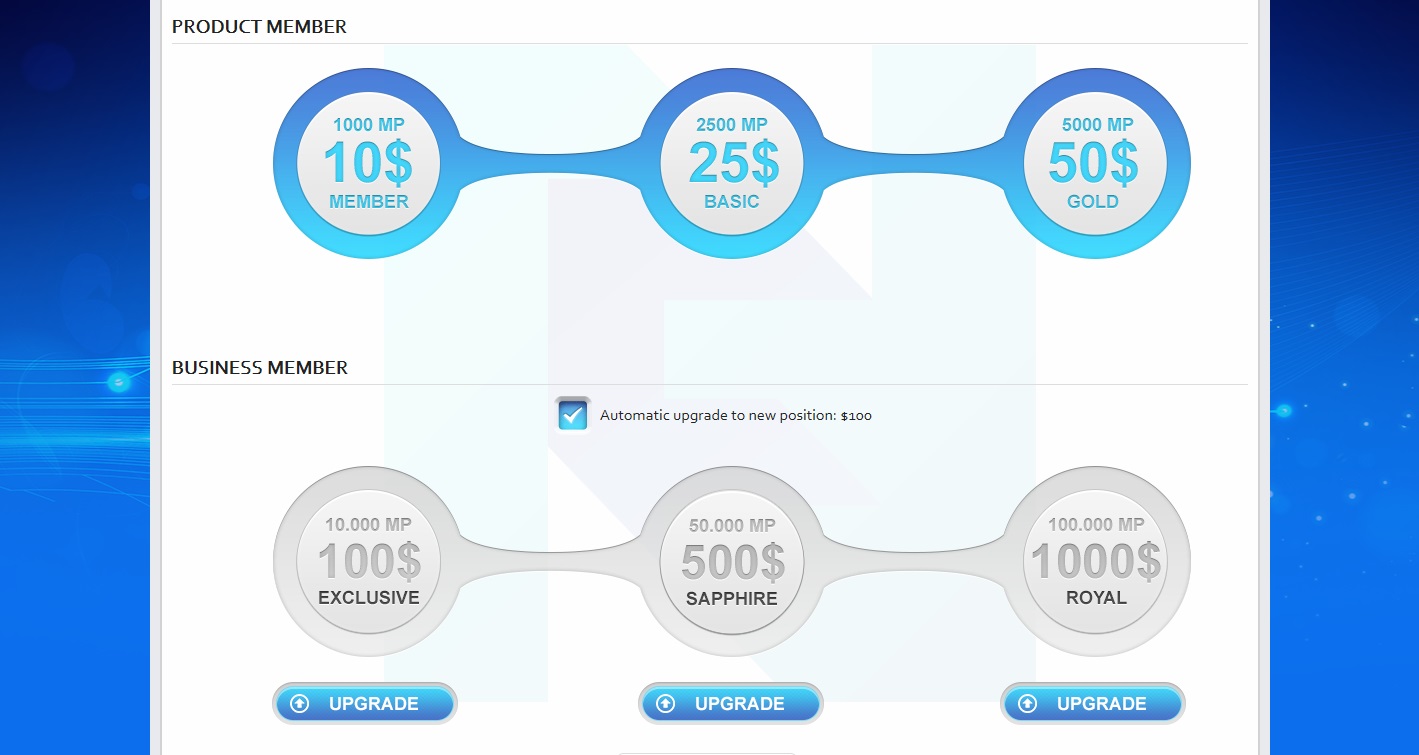 PRODUCT MEMBER
1000 MP
10$
MEMBER
2500 MP
25$
BASIC
5000 MP
50$
GOLD
BUSINESS MEMBER
Automatic upgrade to new position: $100
10.000 MP
100$
EXCLUSIVE
50.000 MP
500$
SAPPHIRE
100.000 MP
1000$
ROYAL
UPGRADE
UPGRADE
UPGRADE